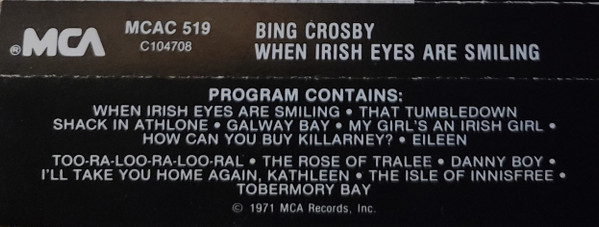 ®MCA
MCAC 519
C104708
BING CROSBY
WHEN IRISH EYES ARE SMILING
PROGRAM CONTAINS:
WHEN IRISH EYES ARE SMILING • THAT TUMBLEDOWN
SHACK IN ATHLONE • GALWAY BAY • MY GIRL'S AN IRISH GIRL •
HOW CAN YOU BUY KILLARNEY? • EILEEN
TOO-RA-LOO-RA-LOO-RAL • THE ROSE OF TRALEE • DANNY BOY •
I'LL TAKE YOU HOME AGAIN, KATHLEEN • THE ISLE OF INNISFREE •
TOBERMORY BAY
© 1971 MCA Records, Inc.